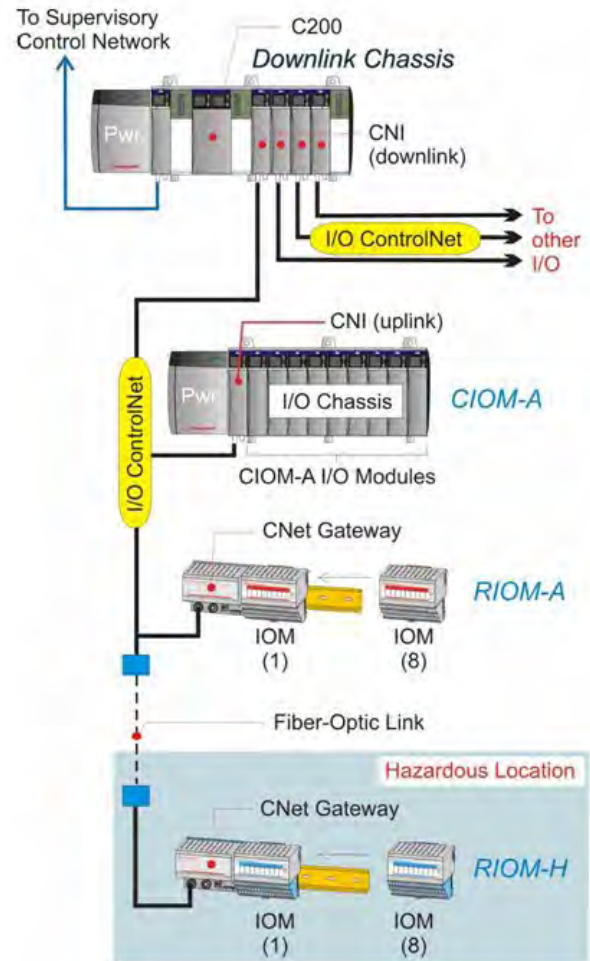 To Supervisory
Control Network
C200
Downlink Chassis
Pwr
CNI
(downlink)
I/O ControlNet
To
other
I/O
CNI (uplink)
Pwr
I/O Chassis
CIOM-A
I/O ControlNet
CIOM-A I/O Modules
CNet Gateway
RIOM-A
IOM
(1)
IOM
(8)
Fiber-Optic Link
Hazardous Location
CNet Gateway
RIOM-H
IOM
(1)
IOM
(8)